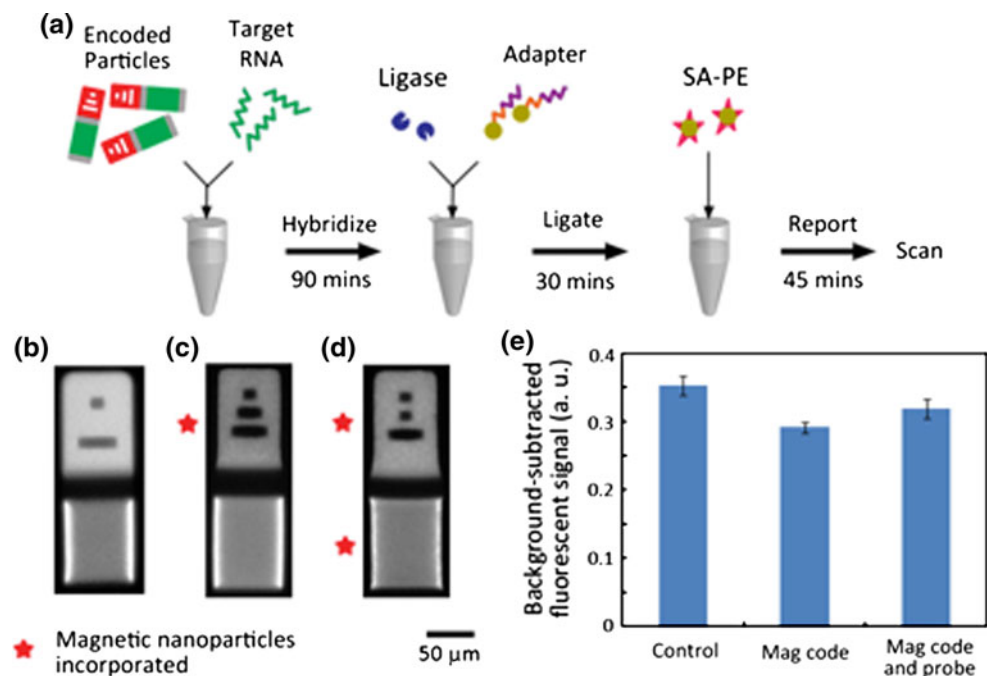 (a)
Encoded
Particles
Target
RNA
Ligase
Adapter
SA-PE
Hybridize
90 mins
Ligate
30 mins
Report
45 mins
Scan
(b)
(c)
(d)
Magnetic nanoparticles
incorporated
50 µm
(e)
Background-subtracted
fluorescent signal (a. u.)
0.4
0.3
0.2
0.1
0
Control
Mag code
Mag code
and probe